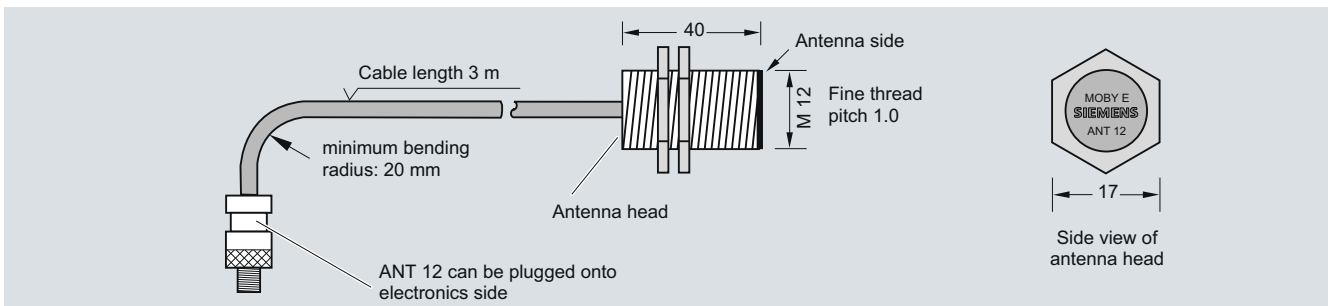 40
Antenna side
Cable length 3 m
M 12
Fine thread
pitch 1.0
minimum bending
radius: 20 mm
Antenna head
ANT 12 can be plugged onto
electronics side
MOBY E
SIEMENS
ANT 12
17
Side view of
antenna head